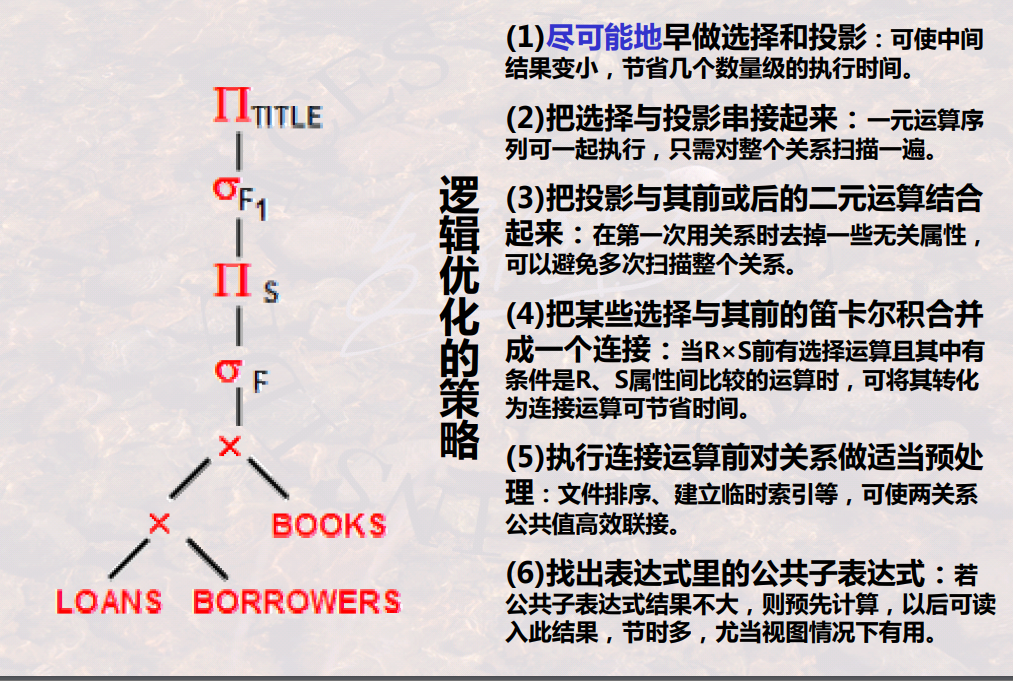 Π TITLE
σ F1
Π S
σ F
×
× BOOKS
LOANS BORROWERS
逻辑优化的策略
(1)尽可能地早做选择和投影：可使中间
结果变小，节省几个数量级的执行时间。
(2)把选择与投影串接起来：一元运算序
列可一起执行，只需对整个关系扫描一遍。
(3)把投影与其前或后的二元运算结合
起来：在第一次用关系时去掉一些无关属性，
可以避免多次扫描整个关系。
(4)把某些选择与其前的笛卡尔积合并
成一个连接：当R×S前有选择运算且其中有
条件是R、S属性间比较的运算时，可将其转化
为连接运算可节省时间。
(5)执行连接运算前对关系做适当预处
理：文件排序、建立临时索引等，可使两关系
公共值高效联接。
(6)找出表达式里的公共子表达式：若
公共子表达式结果不大，则预先计算，以后可读
入此结果，节时多，尤当视图情况下有用。